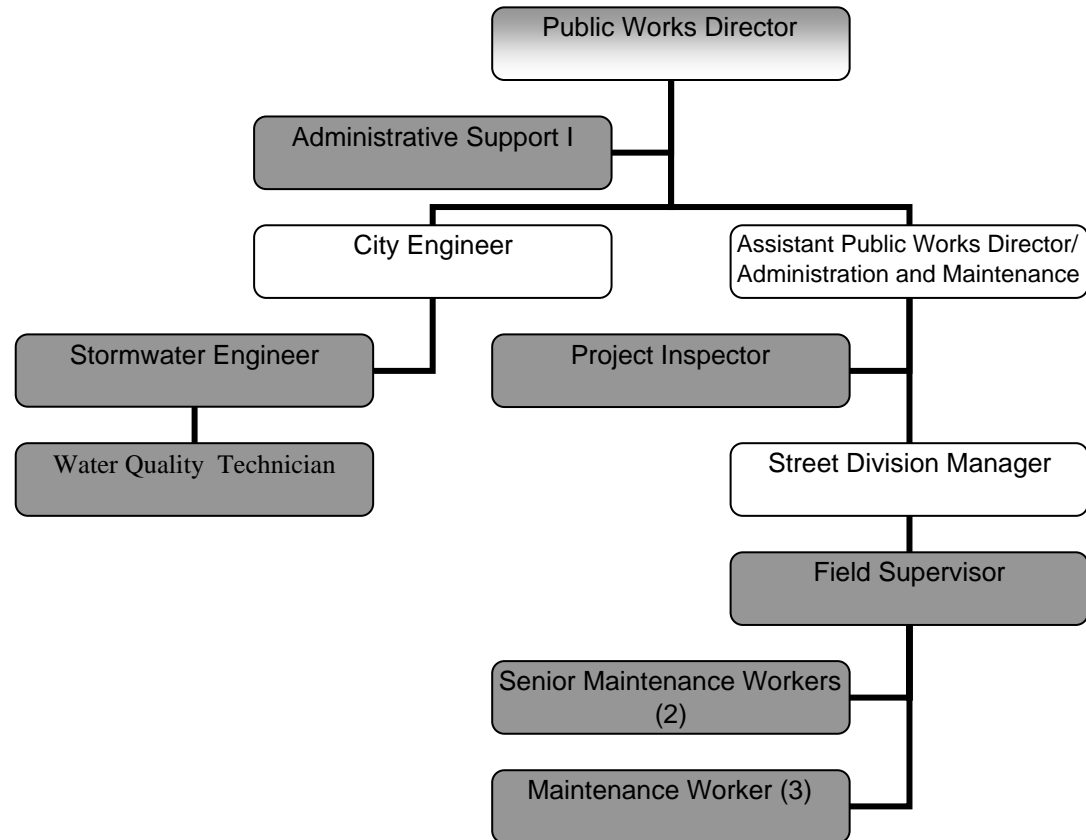 Public Works Director
Administrative Support I
City Engineer
Assistant Public Works Director/
Administration and Maintenance
Stormwater Engineer
Project Inspector
Water Quality  Technician
Street Division Manager
Field Supervisor
Senior Maintenance Workers
(2)
Maintenance Worker (3)